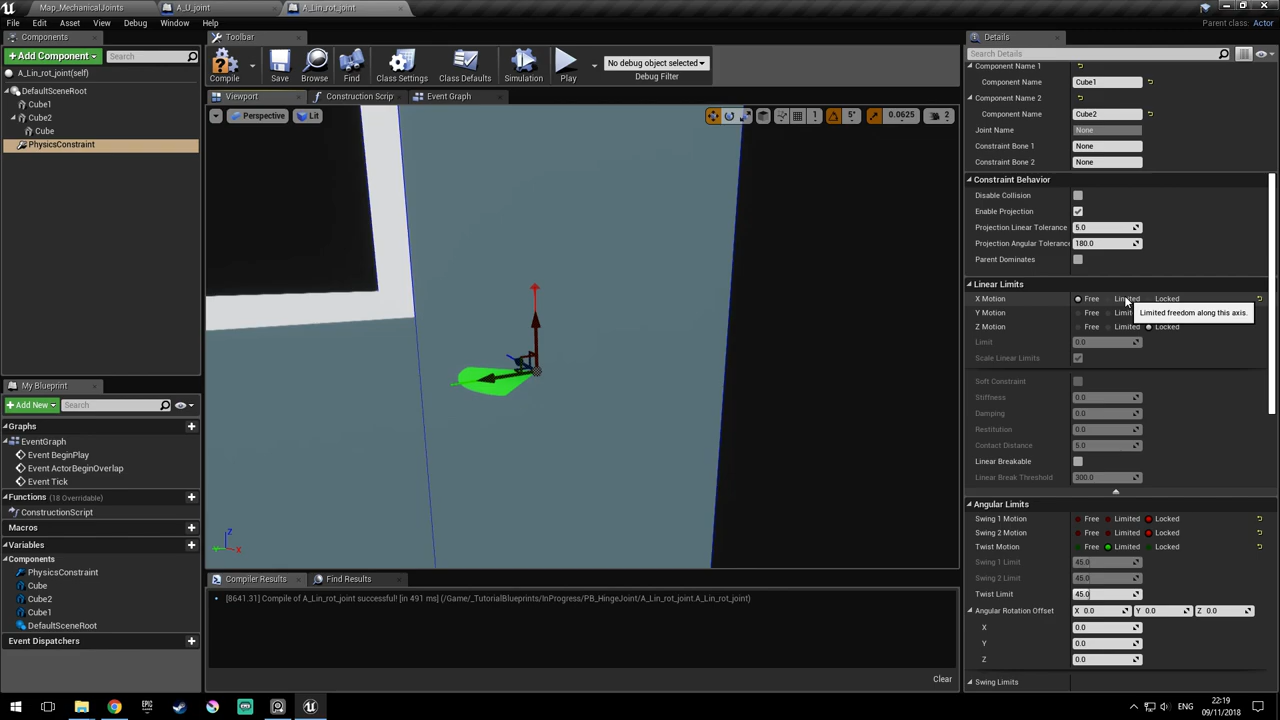 Map_MechanicalJoints
A_U_joint
A_Lin_rot_joint
File Edit Asset View Debug Window Help
Parent class: Actor
Components
Toolbar
Details
+ Add Component
Search
Search Details
A_Lin_rot_joint(self)
DefaultSceneRoot
Cube1
Cube2
Cube
PhysicsConstraint
Compile
Save
Browse
Find
Class Settings
Class Defaults
Simulation
Play
No debug object selected
Debug Filter
Viewport
Construction Scrip
Event Graph
Perspective
Lit
1
5°
0.0625
2
Component Name 1
Component Name Cube1
Component Name 2
Component Name Cube2
Joint Name None
Constraint Bone 1 None
Constraint Bone 2 None
Constraint Behavior
Disable Collision
Enable Projection
Projection Linear Tolerance 5.0
Projection Angular Tolerance 180.0
Parent Dominates
Linear Limits
X Motion Free Limited Locked
Limited freedom along this axis.
Y Motion Free Limit
Z Motion Free Limited Locked
Limit 0.0
Scale Linear Limits
Soft Constraint
Stiffness 0.0
Damping 0.0
Restitution 0.0
Contact Distance 5.0
Linear Breakable
Linear Break Threshold 300.0
Angular Limits
Swing 1 Motion Free Limited Locked
Swing 2 Motion Free Limited Locked
Twist Motion Free Limited Locked
Swing 1 Limit 45.0
Swing 2 Limit 45.0
Twist Limit 45.0
Angular Rotation Offset X 0.0 Y 0.0 Z 0.0
X 0.0
Y 0.0
Z 0.0
Swing Limits
My Blueprint
+ Add New
Search
Graphs
EventGraph
Event BeginPlay
Event ActorBeginOverlap
Event Tick
Functions (18 Overridable)
ConstructionScript
Macros
Variables
Components
PhysicsConstraint
Cube
Cube2
Cube1
DefaultSceneRoot
Event Dispatchers
Z
X
Y
Compiler Results
Find Results
[8641.31] Compile of A_Lin_rot_joint successful! [in 491 ms] (/Game/_TutorialBlueprints/InProgress/PB_HingeJoint/A_Lin_rot_joint.A_Lin_rot_joint)
Clear
EPIC
ENG
22:19
09/11/2018